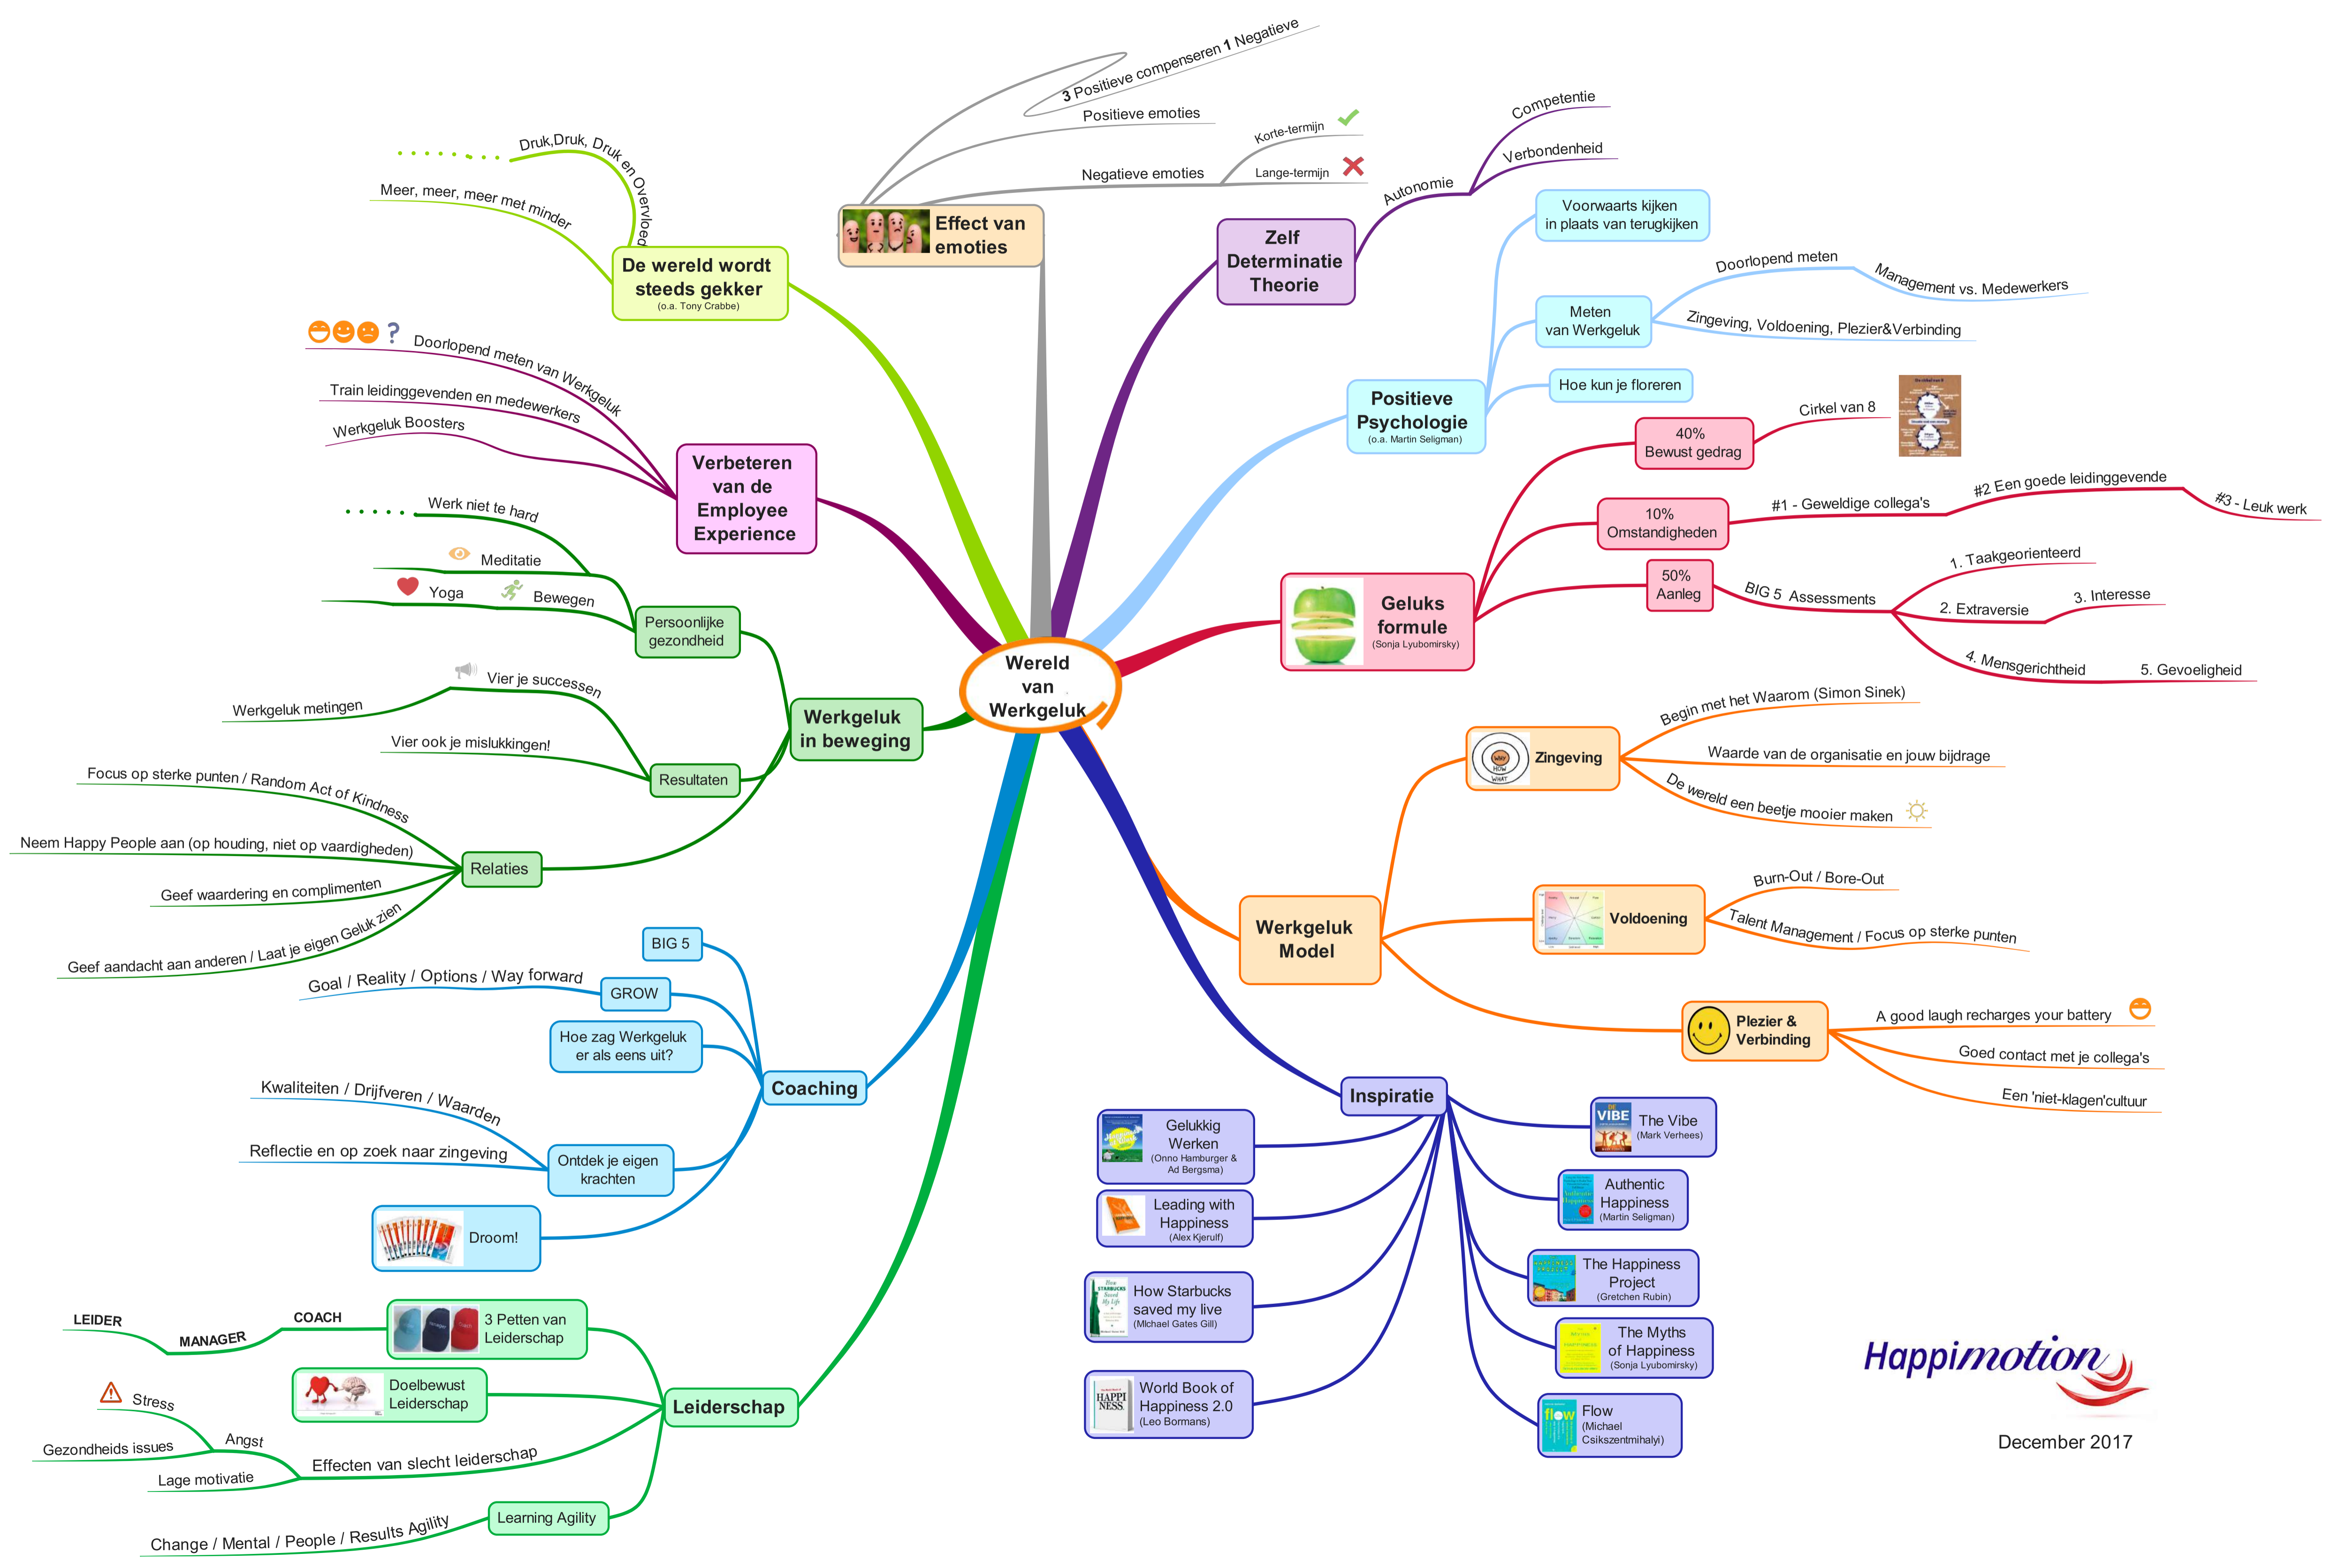 Wereld
van
Werkgeluk
Effect van
emoties
3 Positieve compenseren 1 Negatieve
Positieve emoties
Negatieve emoties
Korte-termijn
Lange-termijn
Zelf
Determinatie
Theorie
Autonomie
Competentie
Verbondenheid
Positieve
Psychologie
(o.a. Martin Seligman)
Voorwaarts kijken
in plaats van terugkijken
Meten
van Werkgeluk
Doorlopend meten
Management vs. Medewerkers
Zingeving, Voldoening, Plezier&Verbinding
Hoe kun je floreren
Geluks
formule
(Sonja Lyubomirsky)
40%
Bewust gedrag
Cirkel van 8
10%
Omstandigheden
#1 - Geweldige collega's
#2 Een goede leidinggevende
#3 - Leuk werk
50%
Aanleg
BIG 5 Assessments
1. Taakgeorienteerd
2. Extraversie
3. Interesse
4. Mensgerichtheid
5. Gevoeligheid
Werkgeluk
Model
WHY
HOW
WHAT
Zingeving
Begin met het Waarom (Simon Sinek)
Waarde van de organisatie en jouw bijdrage
De wereld een beetje mooier maken
Voldoening
Burn-Out / Bore-Out
Talent Management / Focus op sterke punten
Plezier &
Verbinding
A good laugh recharges your battery
Goed contact met je collega's
Een 'niet-klagen'cultuur
Inspiratie
VIBE
The Vibe
(Mark Verhees)
Authentic
Happiness
(Martin Seligman)
The Happiness
Project
(Gretchen Rubin)
The Myths
of Happiness
(Sonja Lyubomirsky)
flow
Flow
(Michael
Csikszentmihalyi)
Gelukkig
Werken
(Onno Hamburger &
Ad Bergsma)
Leading with
Happiness
(Alex Kjerulf)
How Starbucks
saved my live
(MIchael Gates Gill)
HAPPI
NESS
World Book of
Happiness 2.0
(Leo Bormans)
De wereld wordt
steeds gekker
(o.a. Tony Crabbe)
Druk,Druk, Druk en Overvloed
Meer, meer, meer met minder
Verbeteren
van de
Employee
Experience
Doorlopend meten van Werkgeluk
Train leidinggevenden en medewerkers
Werkgeluk Boosters
Werkgeluk
in beweging
Persoonlijke
gezondheid
Werk niet te hard
Meditatie
Yoga
Bewegen
Resultaten
Vier je successen
Werkgeluk metingen
Vier ook je mislukkingen!
Relaties
Focus op sterke punten / Random Act of Kindness
Neem Happy People aan (op houding, niet op vaardigheden)
Geef waardering en complimenten
Geef aandacht aan anderen / Laat je eigen Geluk zien
Coaching
BIG 5
GROW
Goal / Reality / Options / Way forward
Hoe zag Werkgeluk
er als eens uit?
Ontdek je eigen
krachten
Kwaliteiten / Drijfveren / Waarden
Reflectie en op zoek naar zingeving
Droom!
Leiderschap
3 Petten van
Leiderschap
COACH
MANAGER
LEIDER
Doelbewust
Leiderschap
Effecten van slecht leiderschap
Angst
Stress
Gezondheids issues
Lage motivatie
Learning Agility
Change / Mental / People / Results Agility
Happimotion
December 2017